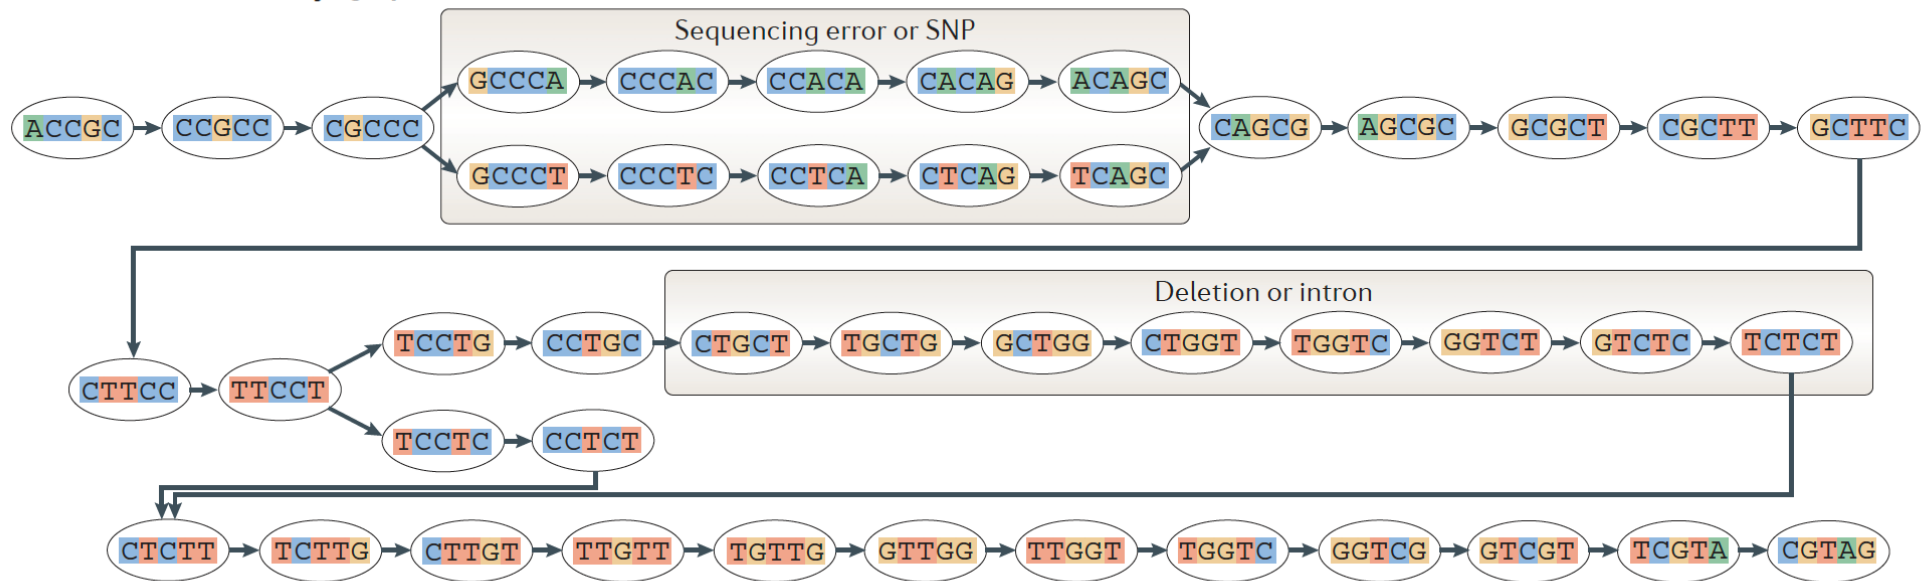 Sequencing error or SNP
GCCCA CCCAC CCACA CACAG ACAGC
ACCGC CCGCC CGCCC CAGCG AGCGC GCGCT CGCTT GCTTC
GCCCT CCCTC CCTCA CTCAG TCAGC
Deletion or intron
TCCTG CCTGC CTGCT TGCTG GCTGG CTGGT TGGTC GGTCT GTCTC TCTCT
CTTCC TTCCT
TCCTC CCTCT
CTCTT TCTTG CTTGT TTGTT TGTTG GTTGG TTGGT TGGTC GGTCG GTCGT TCGTA CGTAG